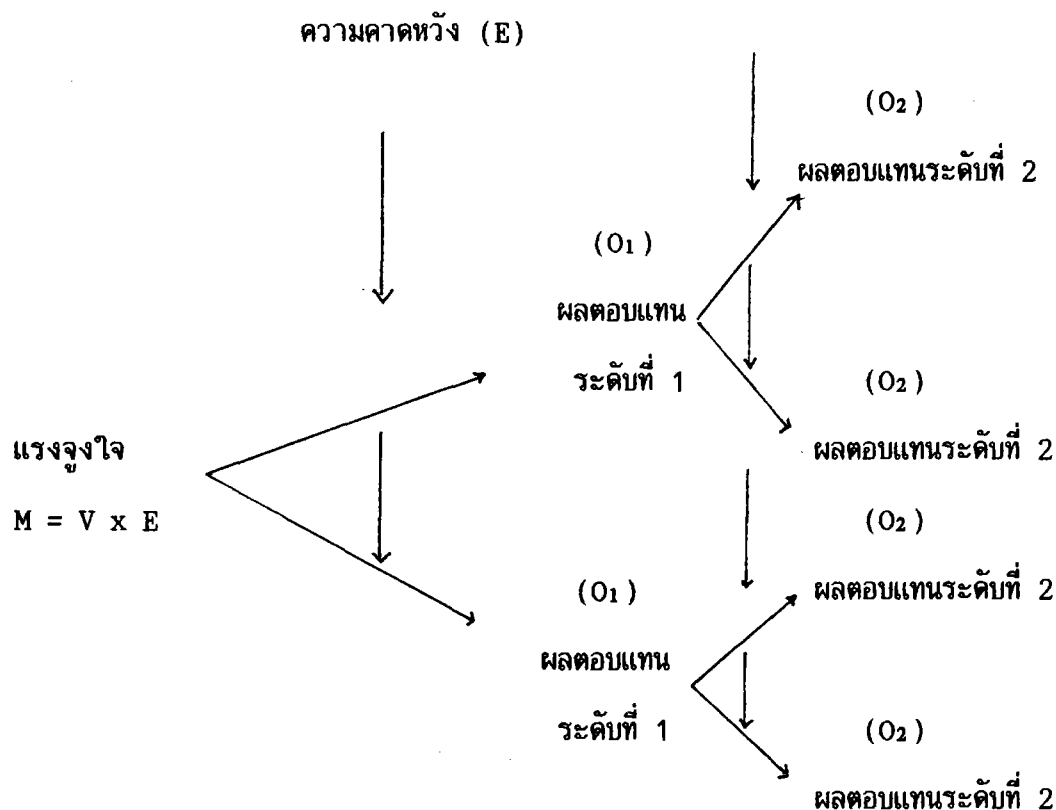 ความคาดหวัง (E)
(O2)
ผลตอบแทนระดับที่ 2
(O1)
ผลตอบแทน
ระดับที่ 1
(O2)
ผลตอบแทนระดับที่ 2
แรงจูงใจ
M = V x E
(O2)
ผลตอบแทนระดับที่ 2
(O1)
ผลตอบแทน
ระดับที่ 1
(O2)
ผลตอบแทนระดับที่ 2